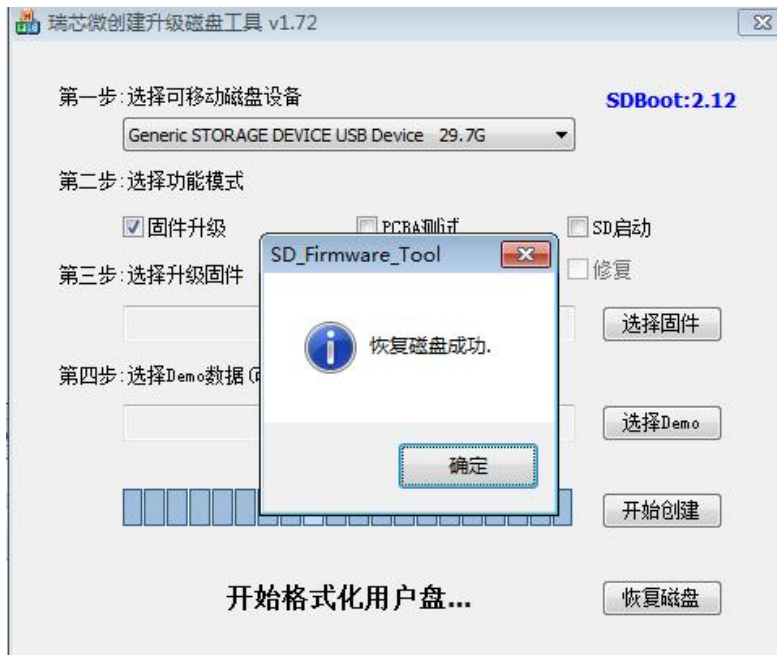 瑞芯微创建升级磁盘工具 v1.72
第一步:选择可移动磁盘设备
SDBoot:2.12
Generic STORAGE DEVICE USB Device 29.7G
第二步:选择功能模式
固件升级
PCBA测试
SD启动
SD_Firmware_Tool
第三步:选择升级固件
修复
恢复磁盘成功.
选择固件
第四步:选择Demo数据(
选择Demo
确定
开始创建
开始格式化用户盘...
恢复磁盘